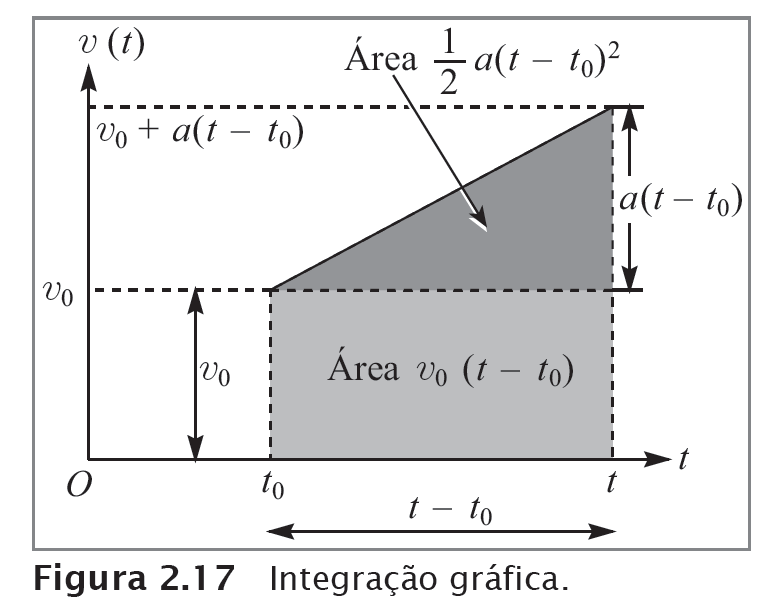 v (t)
Área 1/2 a(t – t₀)²
v₀ + a(t – t₀)
a(t – t₀)
v₀
v₀
Área v₀ (t – t₀)
O
t₀
t
t
t – t₀
Figura 2.17 Integração gráfica.